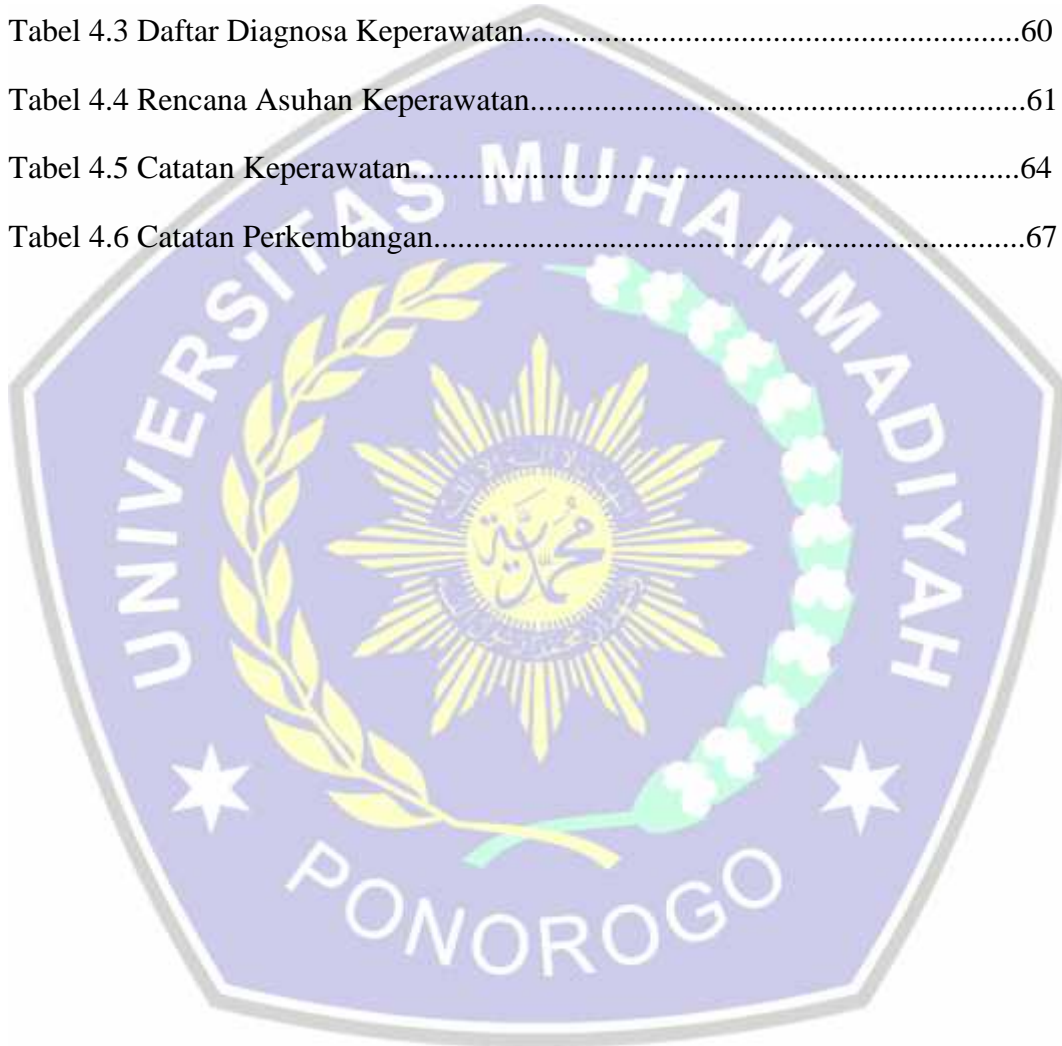 Tabel 4.3 Daftar Diagnosa Keperawatan.................................................................60
Tabel 4.4 Rencana Asuhan Keperawatan................................................................61
Tabel 4.5 Catatan Keperawatan................................................................................64
Tabel 4.6 Catatan Perkembangan.............................................................................67
UNIVERSITAS MUHAMMADIYAH
PONOROGO